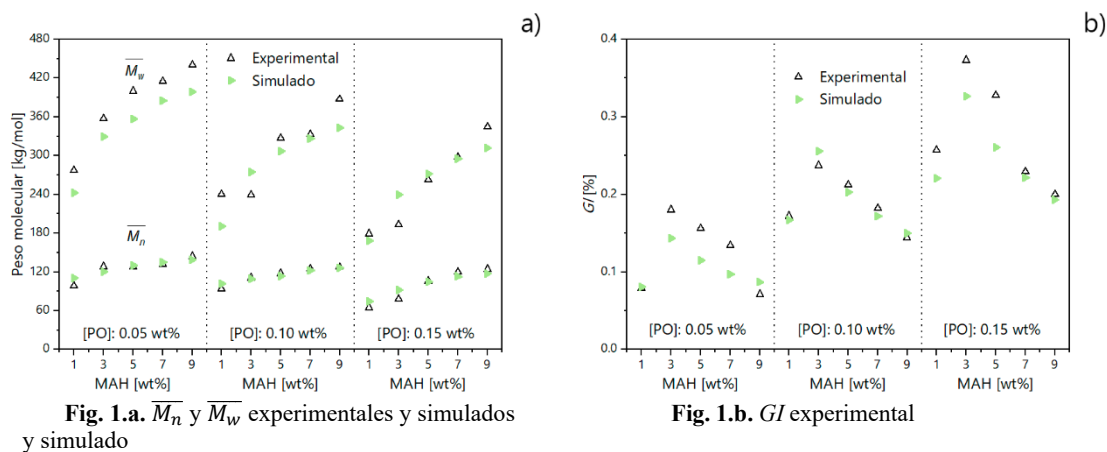 a)
480
420
360
300
240
180
120
60
0
Peso molecular [kg/mol]
M̅w̅
M̅n̅
Experimental
Simulado
[PO]: 0.05 wt%
[PO]: 0.10 wt%
[PO]: 0.15 wt%
1 3 5 7 9 1 3 5 7 9 1 3 5 7 9
MAH [wt%] MAH [wt%] MAH [wt%]
Fig. 1.a. M̅n̅ y M̅w̅ experimentales y simulados
y simulado
b)
0.4
0.3
0.2
0.1
0.0
GI [%]
Experimental
Simulado
[PO]: 0.05 wt%
[PO]: 0.10 wt%
[PO]: 0.15 wt%
1 3 5 7 9 1 3 5 7 9 1 3 5 7 9
MAH [wt%] MAH [wt%] MAH [wt%]
Fig. 1.b. GI experimental